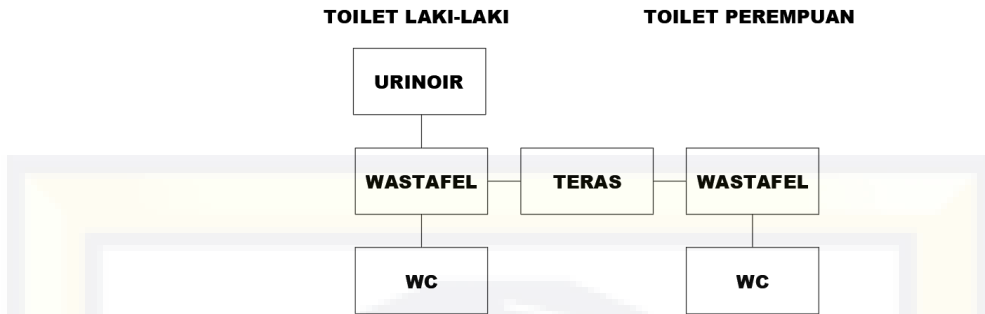 TOILET LAKI-LAKI TOILET PEREMPUAN
URINOIR
WASTAFEL TERAS WASTAFEL
WC WC